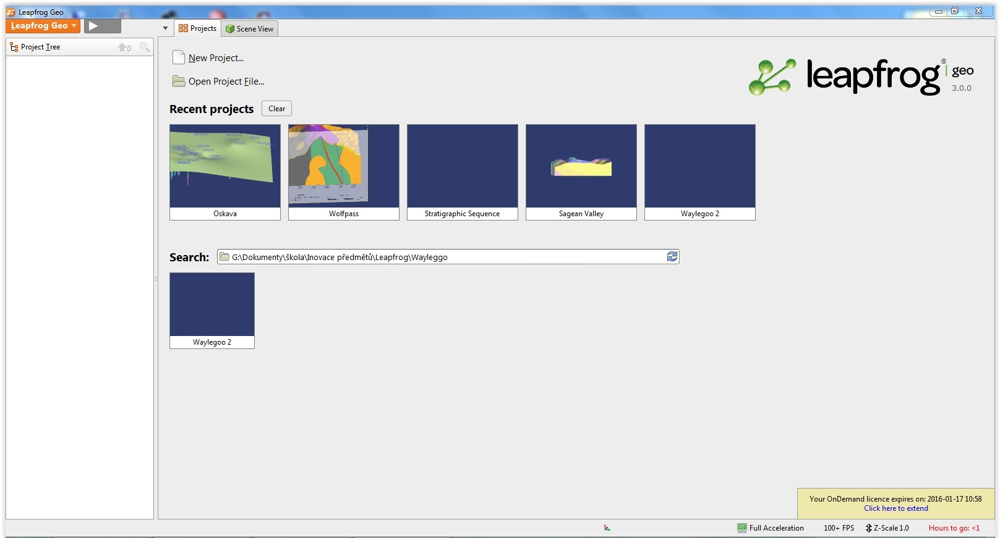 Leapfrog Geo
Leapfrog Geo
Projects
Scene View
Project Tree
0
New Project...
Open Project File...
leapfrog® geo
3.0.0
Recent projects
Clear
Oskava
Wolfpass
Stratigraphic Sequence
Sagean Valley
Waylegoo 2
Search:
G:\Dokumenty\škola\Inovace předmětů\Leapfrog\Wayleggo
Waylegoo 2
Your OnDemand licence expires on: 2016-01-17 10:58
Click here to extend
Full Acceleration
100+ FPS
Z-Scale 1.0
Hours to go: <1